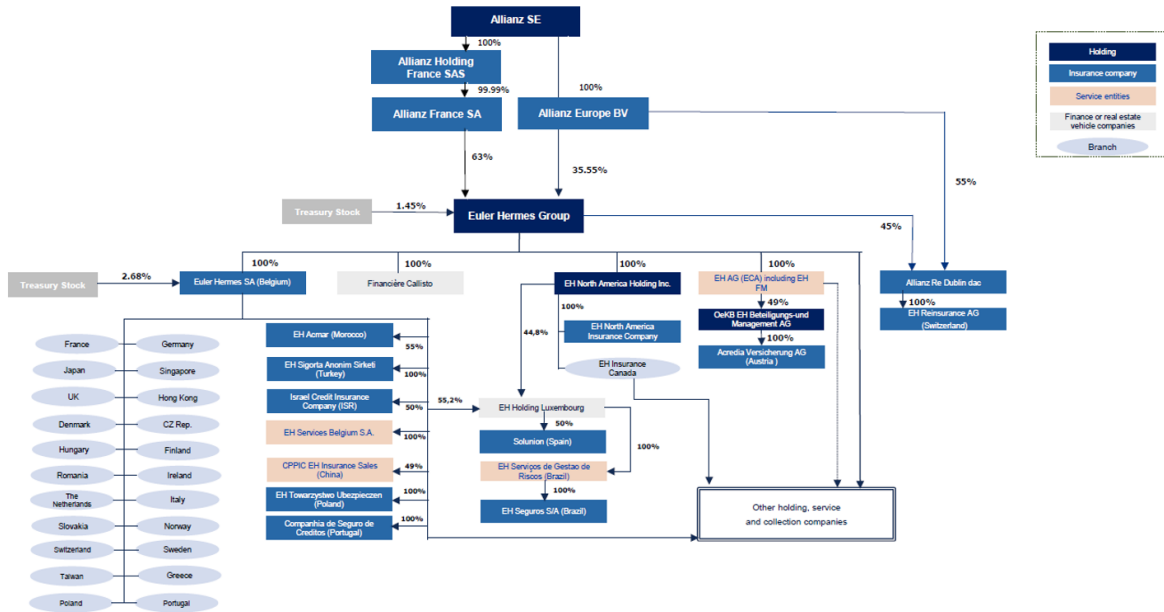 Allianz SE
100%
Allianz Holding
France SAS
99.99%
100%
Allianz France SA
Allianz Europe BV
63%
35.55%
55%
Treasury Stock
1.45%
Euler Hermes Group
45%
Holding
Insurance company
Service entities
Finance or real estate
vehicle companies
Branch
100%
100%
100%
100%
Treasury Stock
2.68%
Euler Hermes SA (Belgium)
Financière Callisto
EH North America Holding Inc.
EH AG (ECA) including EH
FM
Allianz Re Dublin dac
49%
100%
OeKB EH Beteiligungs-und
Management AG
EH Reinsurance AG
(Switzerland)
100%
Acredia Versicherung AG
(Austria )
44,8%
100%
EH North America
Insurance Company
EH Insurance
Canada
France
Germany
Japan
Singapore
UK
Hong Kong
Denmark
CZ Rep.
Hungary
Finland
Romania
Ireland
The
Netherlands
Italy
Slovakia
Norway
Switzerland
Sweden
Taiwan
Greece
Poland
Portugal
EH Acmar (Morocco)
55%
EH Sigorta Anonim Sirketi
(Turkey)
100%
Israel Credit Insurance
Company (ISR)
50%
EH Services Belgium S.A.
100%
CPPIC EH Insurance Sales
(China)
49%
EH Towarzystwo Ubezpieczen
(Poland)
100%
Companhia de Seguro de
Creditos (Portugal)
100%
55,2%
EH Holding Luxembourg
50%
Solunion (Spain)
100%
EH Serviços de Gestao de
Riscos (Brazil)
100%
EH Seguros S/A (Brazil)
Other holding, service
and collection companies